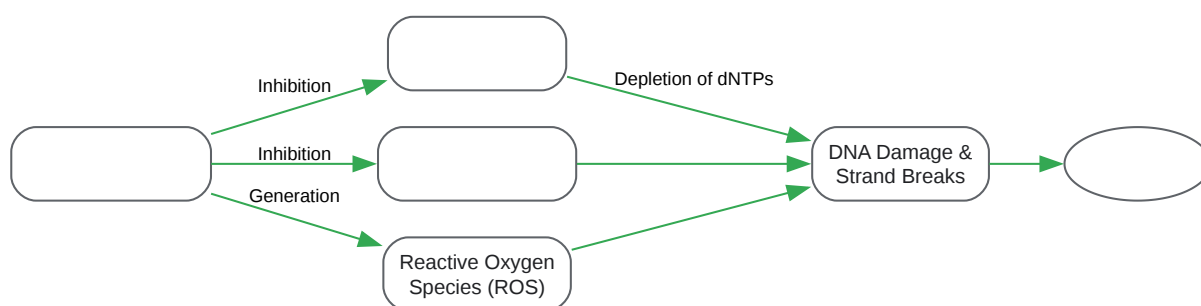 Inhibition
Depletion of dNTPs
Inhibition
DNA Damage &
Strand Breaks
Generation
Reactive Oxygen
Species (ROS)